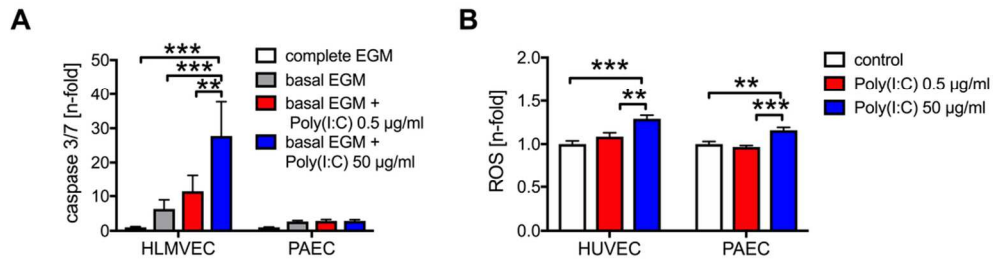 A
caspase 3/7 [n-fold]
50
40
30
20
10
0
***
***
**
HLMVEC
PAEC
complete EGM
basal EGM
basal EGM +
Poly(I:C) 0.5 µg/ml
basal EGM +
Poly(I:C) 50 µg/ml
B
ROS [n-fold]
2.0
1.5
1.0
0.5
0.0
***
**
**
***
HUVEC
PAEC
control
Poly(I:C) 0.5 µg/ml
Poly(I:C) 50 µg/ml